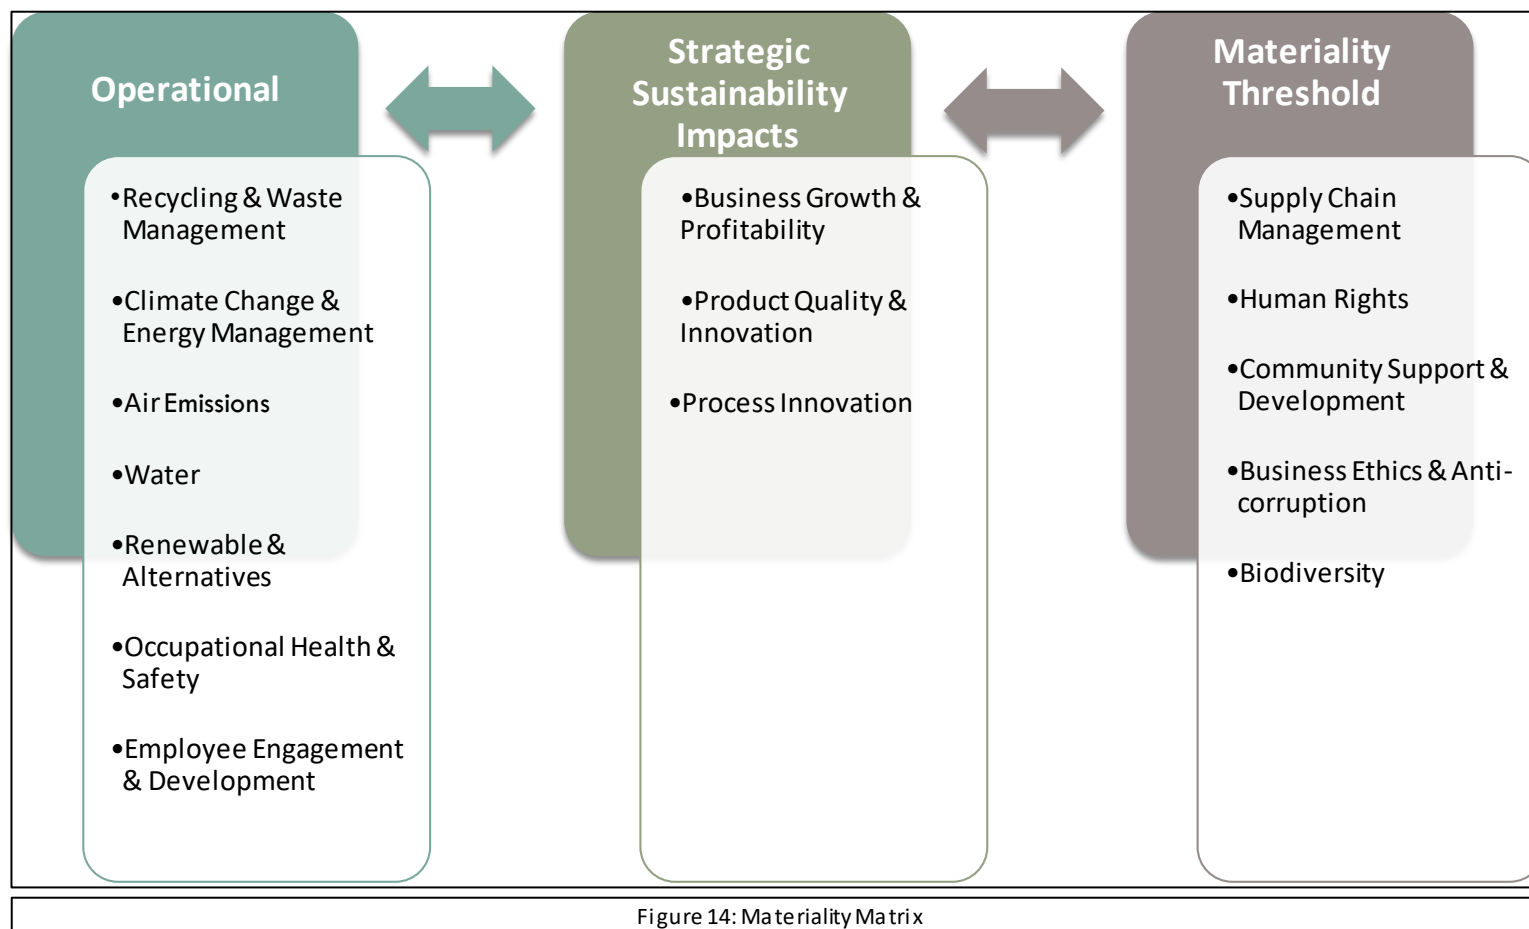 Operational
•Recycling & Waste
Management
•Climate Change &
Energy Management
•Air Emissions
•Water
•Renewable &
Alternatives
•Occupational Health &
Safety
•Employee Engagement
& Development
Strategic
Sustainability
Impacts
•Business Growth &
Profitability
•Product Quality &
Innovation
•Process Innovation
Materiality
Threshold
•Supply Chain
Management
•Human Rights
•Community Support &
Development
•Business Ethics & Anti-
corruption
•Biodiversity
Figure 14: Materiality Matrix